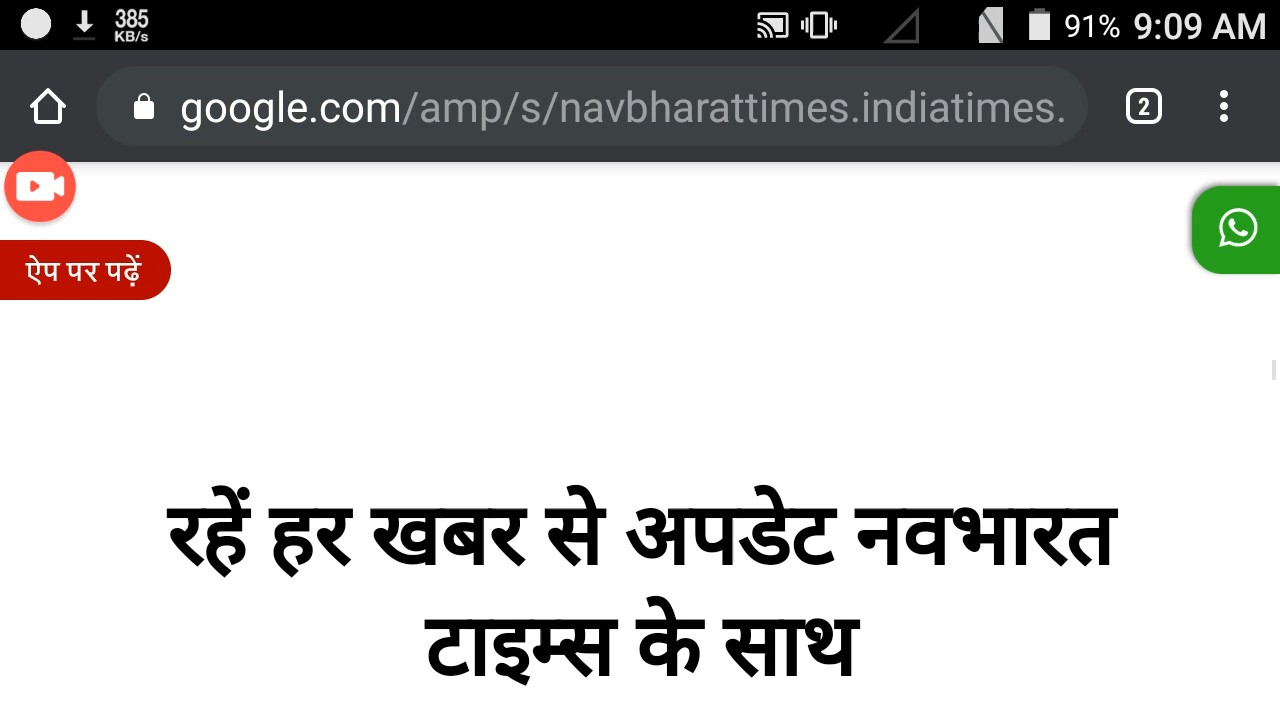 385
KB/s
91% 9:09 AM
google.com/amp/s/navbharattimes.indiatimes.
2
ऐप पर पढ़ें
रहें हर खबर से अपडेट नवभारत
टाइम्स के साथ